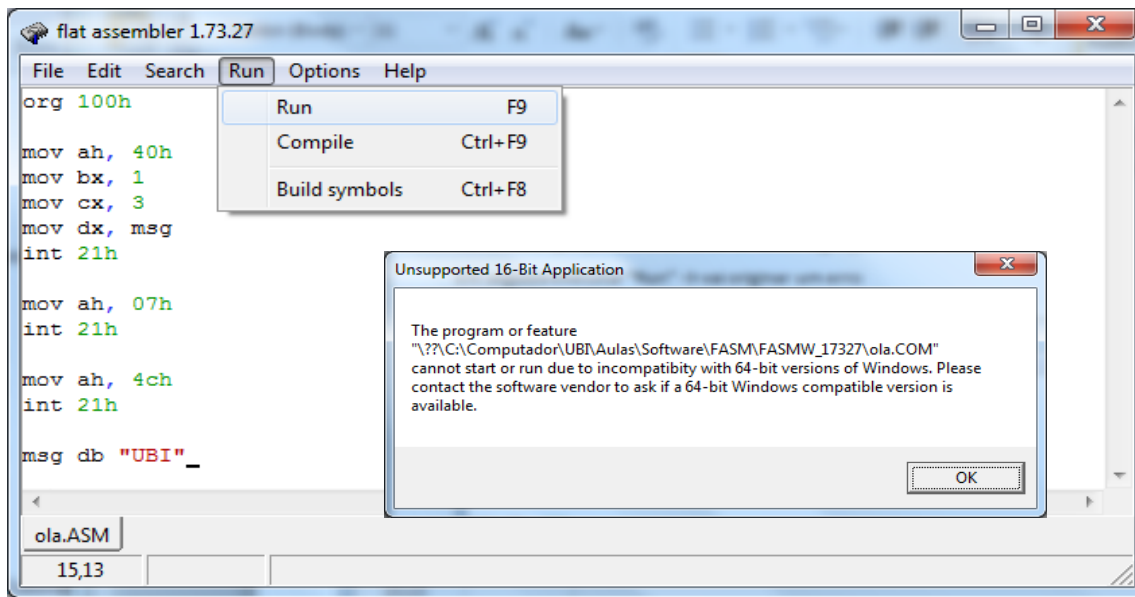 flat assembler 1.73.27
File Edit Search Run Options Help
org 100h
Run F9
Compile Ctrl+F9
Build symbols Ctrl+F8
mov ah, 40h
mov bx, 1
mov cx, 3
mov dx, msg
int 21h
mov ah, 07h
int 21h
mov ah, 4ch
int 21h
msg db "UBI"_
Unsupported 16-Bit Application
The program or feature
"\??\C:\Computador\UBI\Aulas\Software\FASM\FASMW_17327\ola.COM"
cannot start or run due to incompatibity with 64-bit versions of Windows. Please
contact the software vendor to ask if a 64-bit Windows compatible version is
available.
OK
ola.ASM
15,13